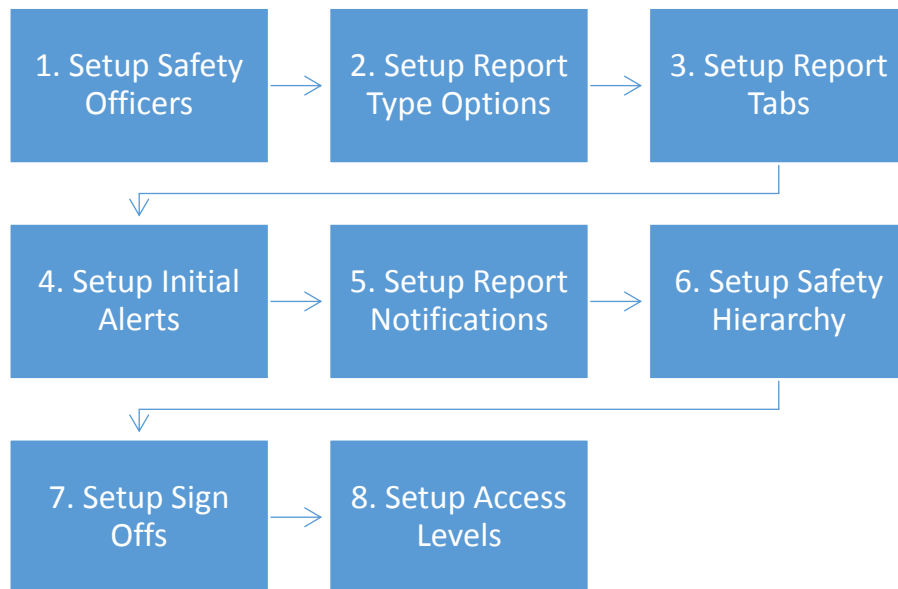 1. Setup Safety
Officers
2. Setup Report
Type Options
3. Setup Report
Tabs
4. Setup Initial
Alerts
5. Setup Report
Notifications
6. Setup Safety
Hierarchy
7. Setup Sign
Offs
8. Setup Access
Levels